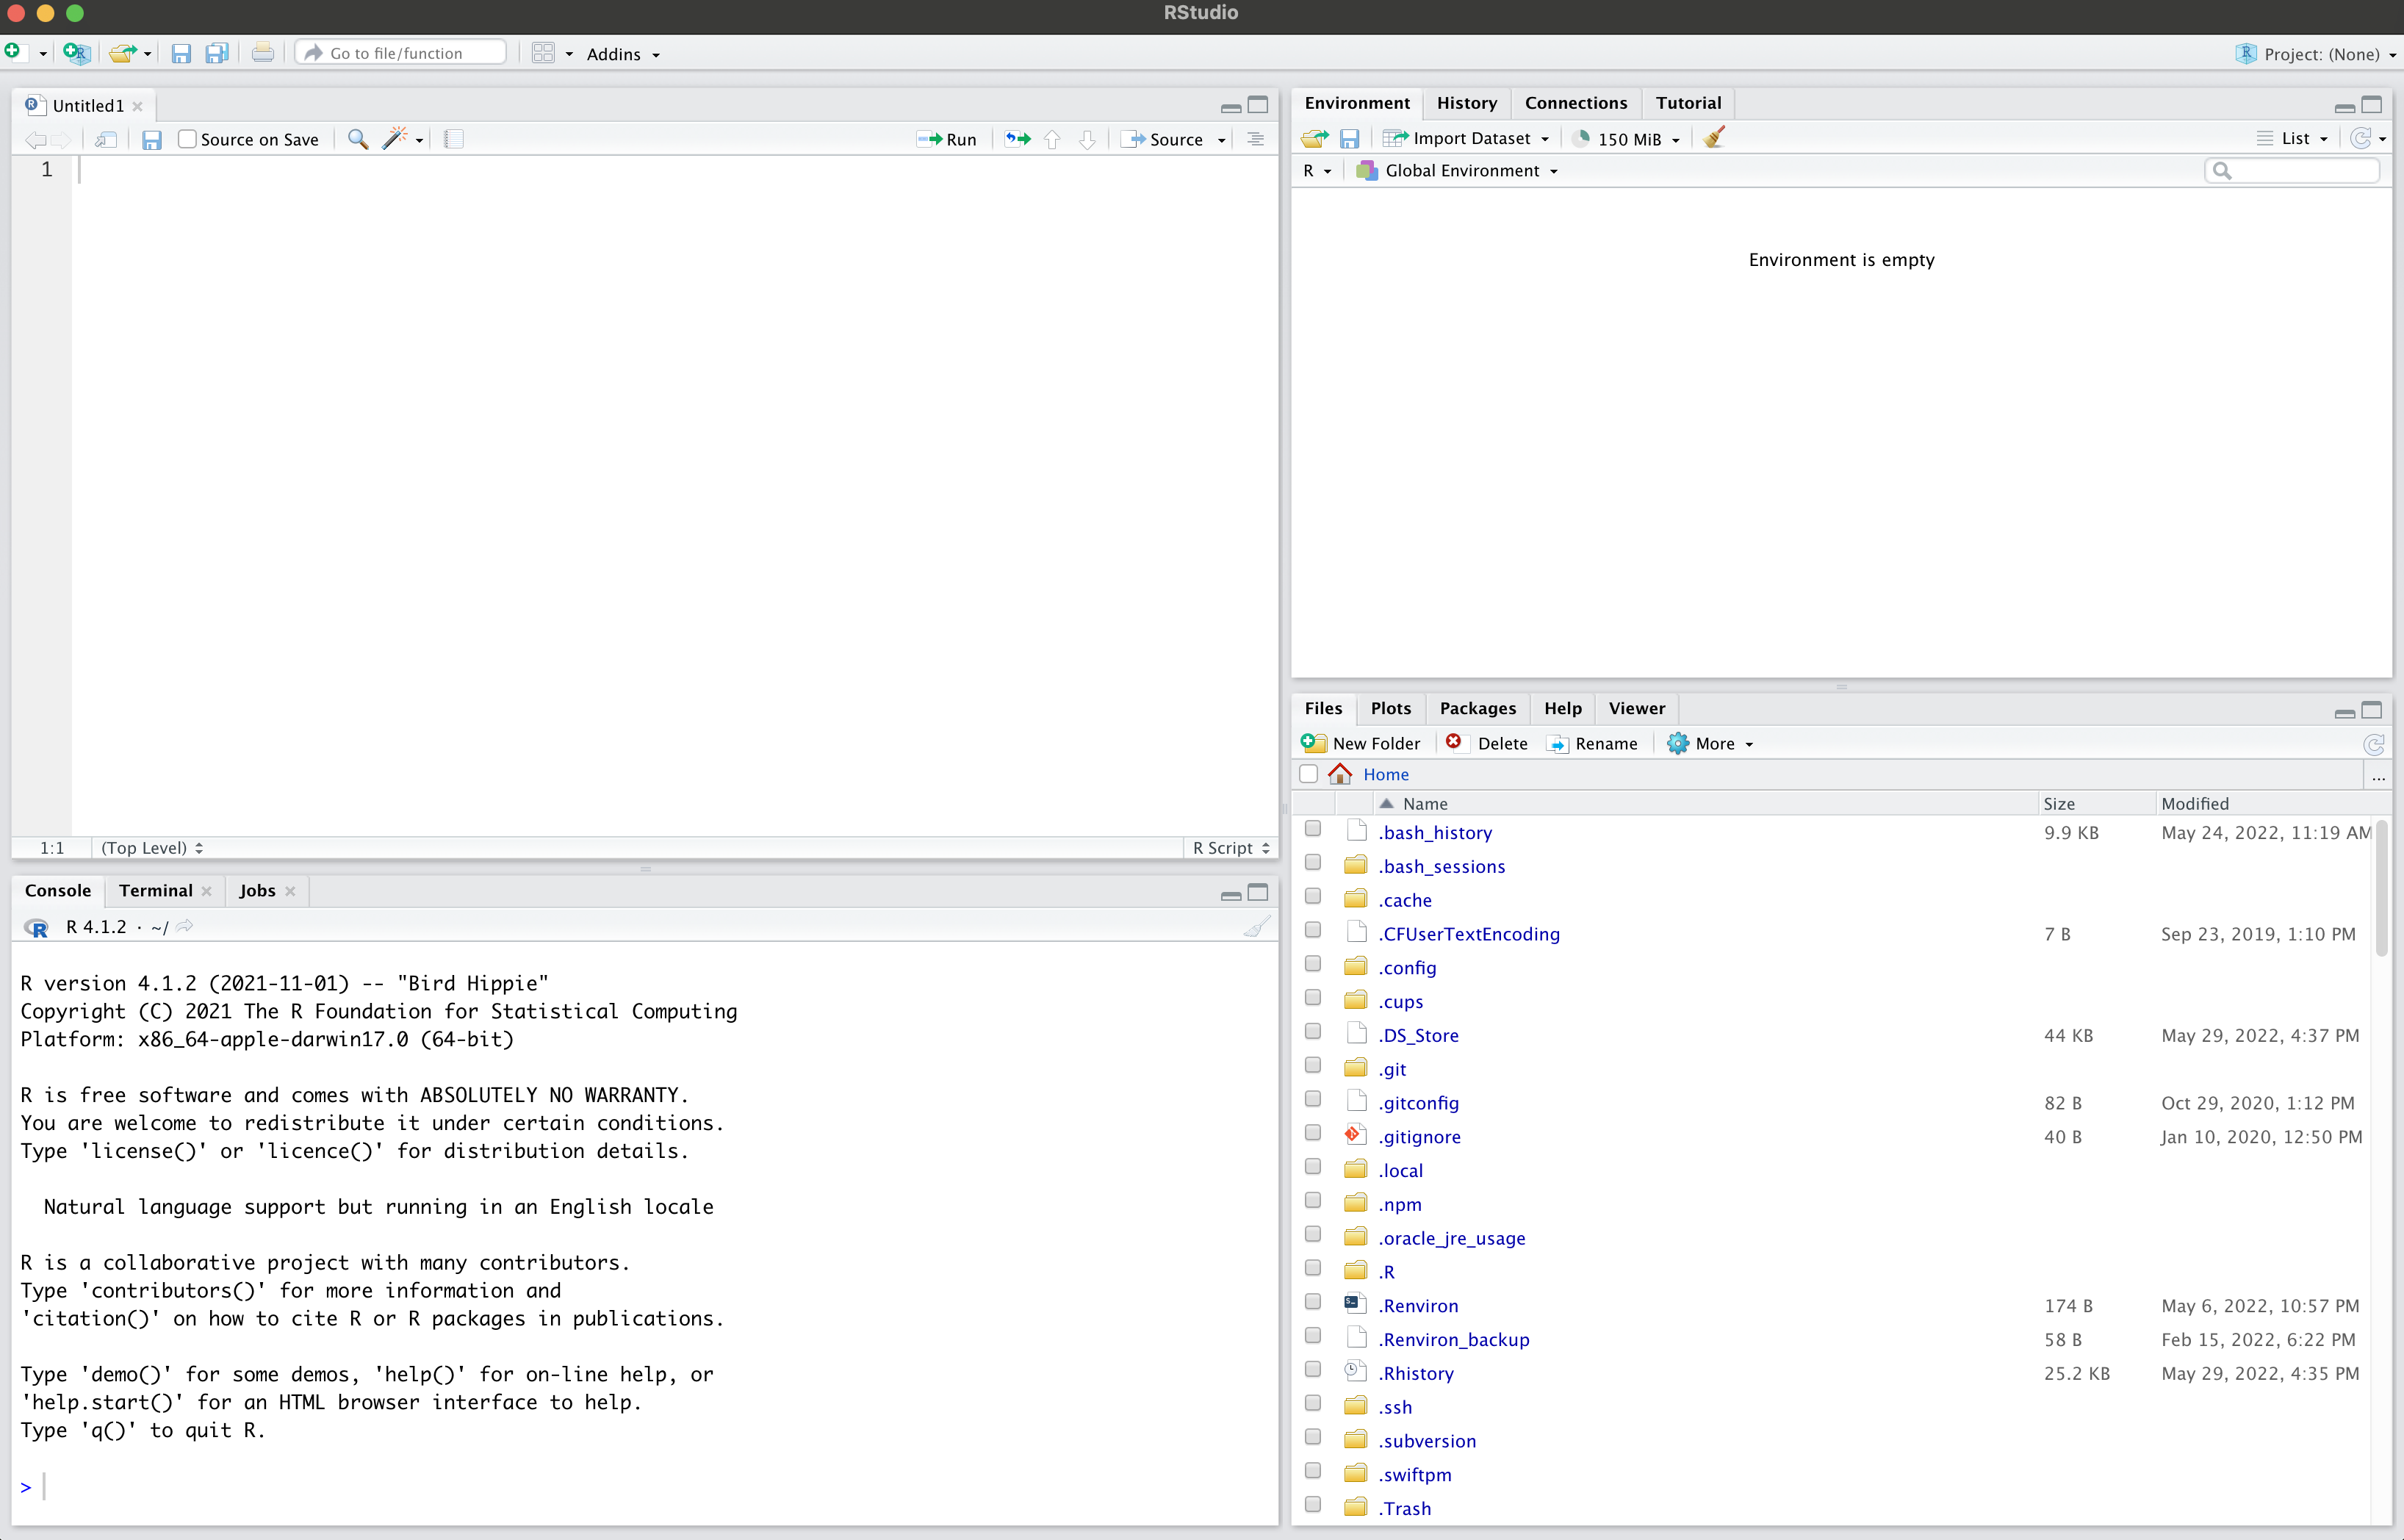 RStudio
Go to file/function
Addins
Project: (None)
Untitled1
Source on Save
Run
Source
1
1:1
(Top Level)
R Script
Console
Terminal
Jobs
R 4.1.2 · ~/
R version 4.1.2 (2021-11-01) -- "Bird Hippie"
Copyright (C) 2021 The R Foundation for Statistical Computing
Platform: x86_64-apple-darwin17.0 (64-bit)
R is free software and comes with ABSOLUTELY NO WARRANTY.
You are welcome to redistribute it under certain conditions.
Type 'license()' or 'licence()' for distribution details.
Natural language support but running in an English locale
R is a collaborative project with many contributors.
Type 'contributors()' for more information and
'citation()' on how to cite R or R packages in publications.
Type 'demo()' for some demos, 'help()' for on-line help, or
'help.start()' for an HTML browser interface to help.
Type 'q()' to quit R.
>
Environment History Connections Tutorial
Import Dataset 150 MiB List
R Global Environment
Environment is empty
Files Plots Packages Help Viewer
New Folder Delete Rename More
Home ...
Name Size Modified
.bash_history 9.9 KB May 24, 2022, 11:19 AM
.bash_sessions
.cache
.CFUserTextEncoding 7 B Sep 23, 2019, 1:10 PM
.config
.cups
.DS_Store 44 KB May 29, 2022, 4:37 PM
.git
.gitconfig 82 B Oct 29, 2020, 1:12 PM
.gitignore 40 B Jan 10, 2020, 12:50 PM
.local
.npm
.oracle_jre_usage
.R
.Renviron 174 B May 6, 2022, 10:57 PM
.Renviron_backup 58 B Feb 15, 2022, 6:22 PM
.Rhistory 25.2 KB May 29, 2022, 4:35 PM
.ssh
.subversion
.swiftpm
.Trash